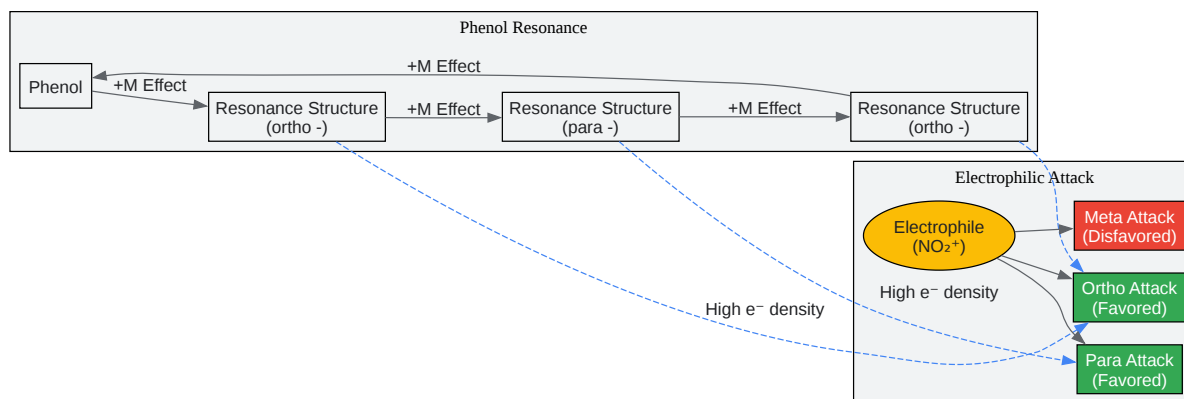 Phenol Resonance
Phenol
+M Effect
+M Effect
Resonance Structure
(ortho -)
+M Effect
Resonance Structure
(para -)
+M Effect
Resonance Structure
(ortho -)
Electrophilic Attack
Electrophile
(NO₂⁺)
Meta Attack
(Disfavored)
Ortho Attack
(Favored)
High e⁻ density
High e⁻ density
Para Attack
(Favored)